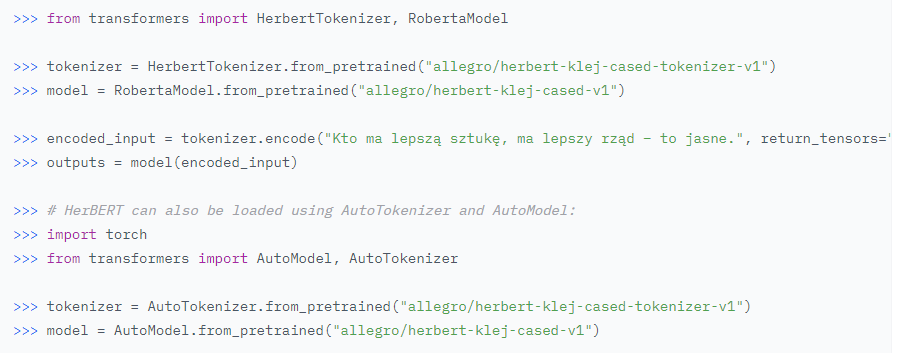 >>> from transformers import HerbertTokenizer, RobertaModel
>>> tokenizer = HerbertTokenizer.from_pretrained("allegro/herbert-klej-cased-tokenizer-v1")
>>> model = RobertaModel.from_pretrained("allegro/herbert-klej-cased-v1")
>>> encoded_input = tokenizer.encode("Kto ma lepszą sztukę, ma lepszy rząd – to jasne.", return_tensors='
>>> outputs = model(encoded_input)
>>> # HerBERT can also be loaded using AutoTokenizer and AutoModel:
>>> import torch
>>> from transformers import AutoModel, AutoTokenizer
>>> tokenizer = AutoTokenizer.from_pretrained("allegro/herbert-klej-cased-tokenizer-v1")
>>> model = AutoModel.from_pretrained("allegro/herbert-klej-cased-v1")